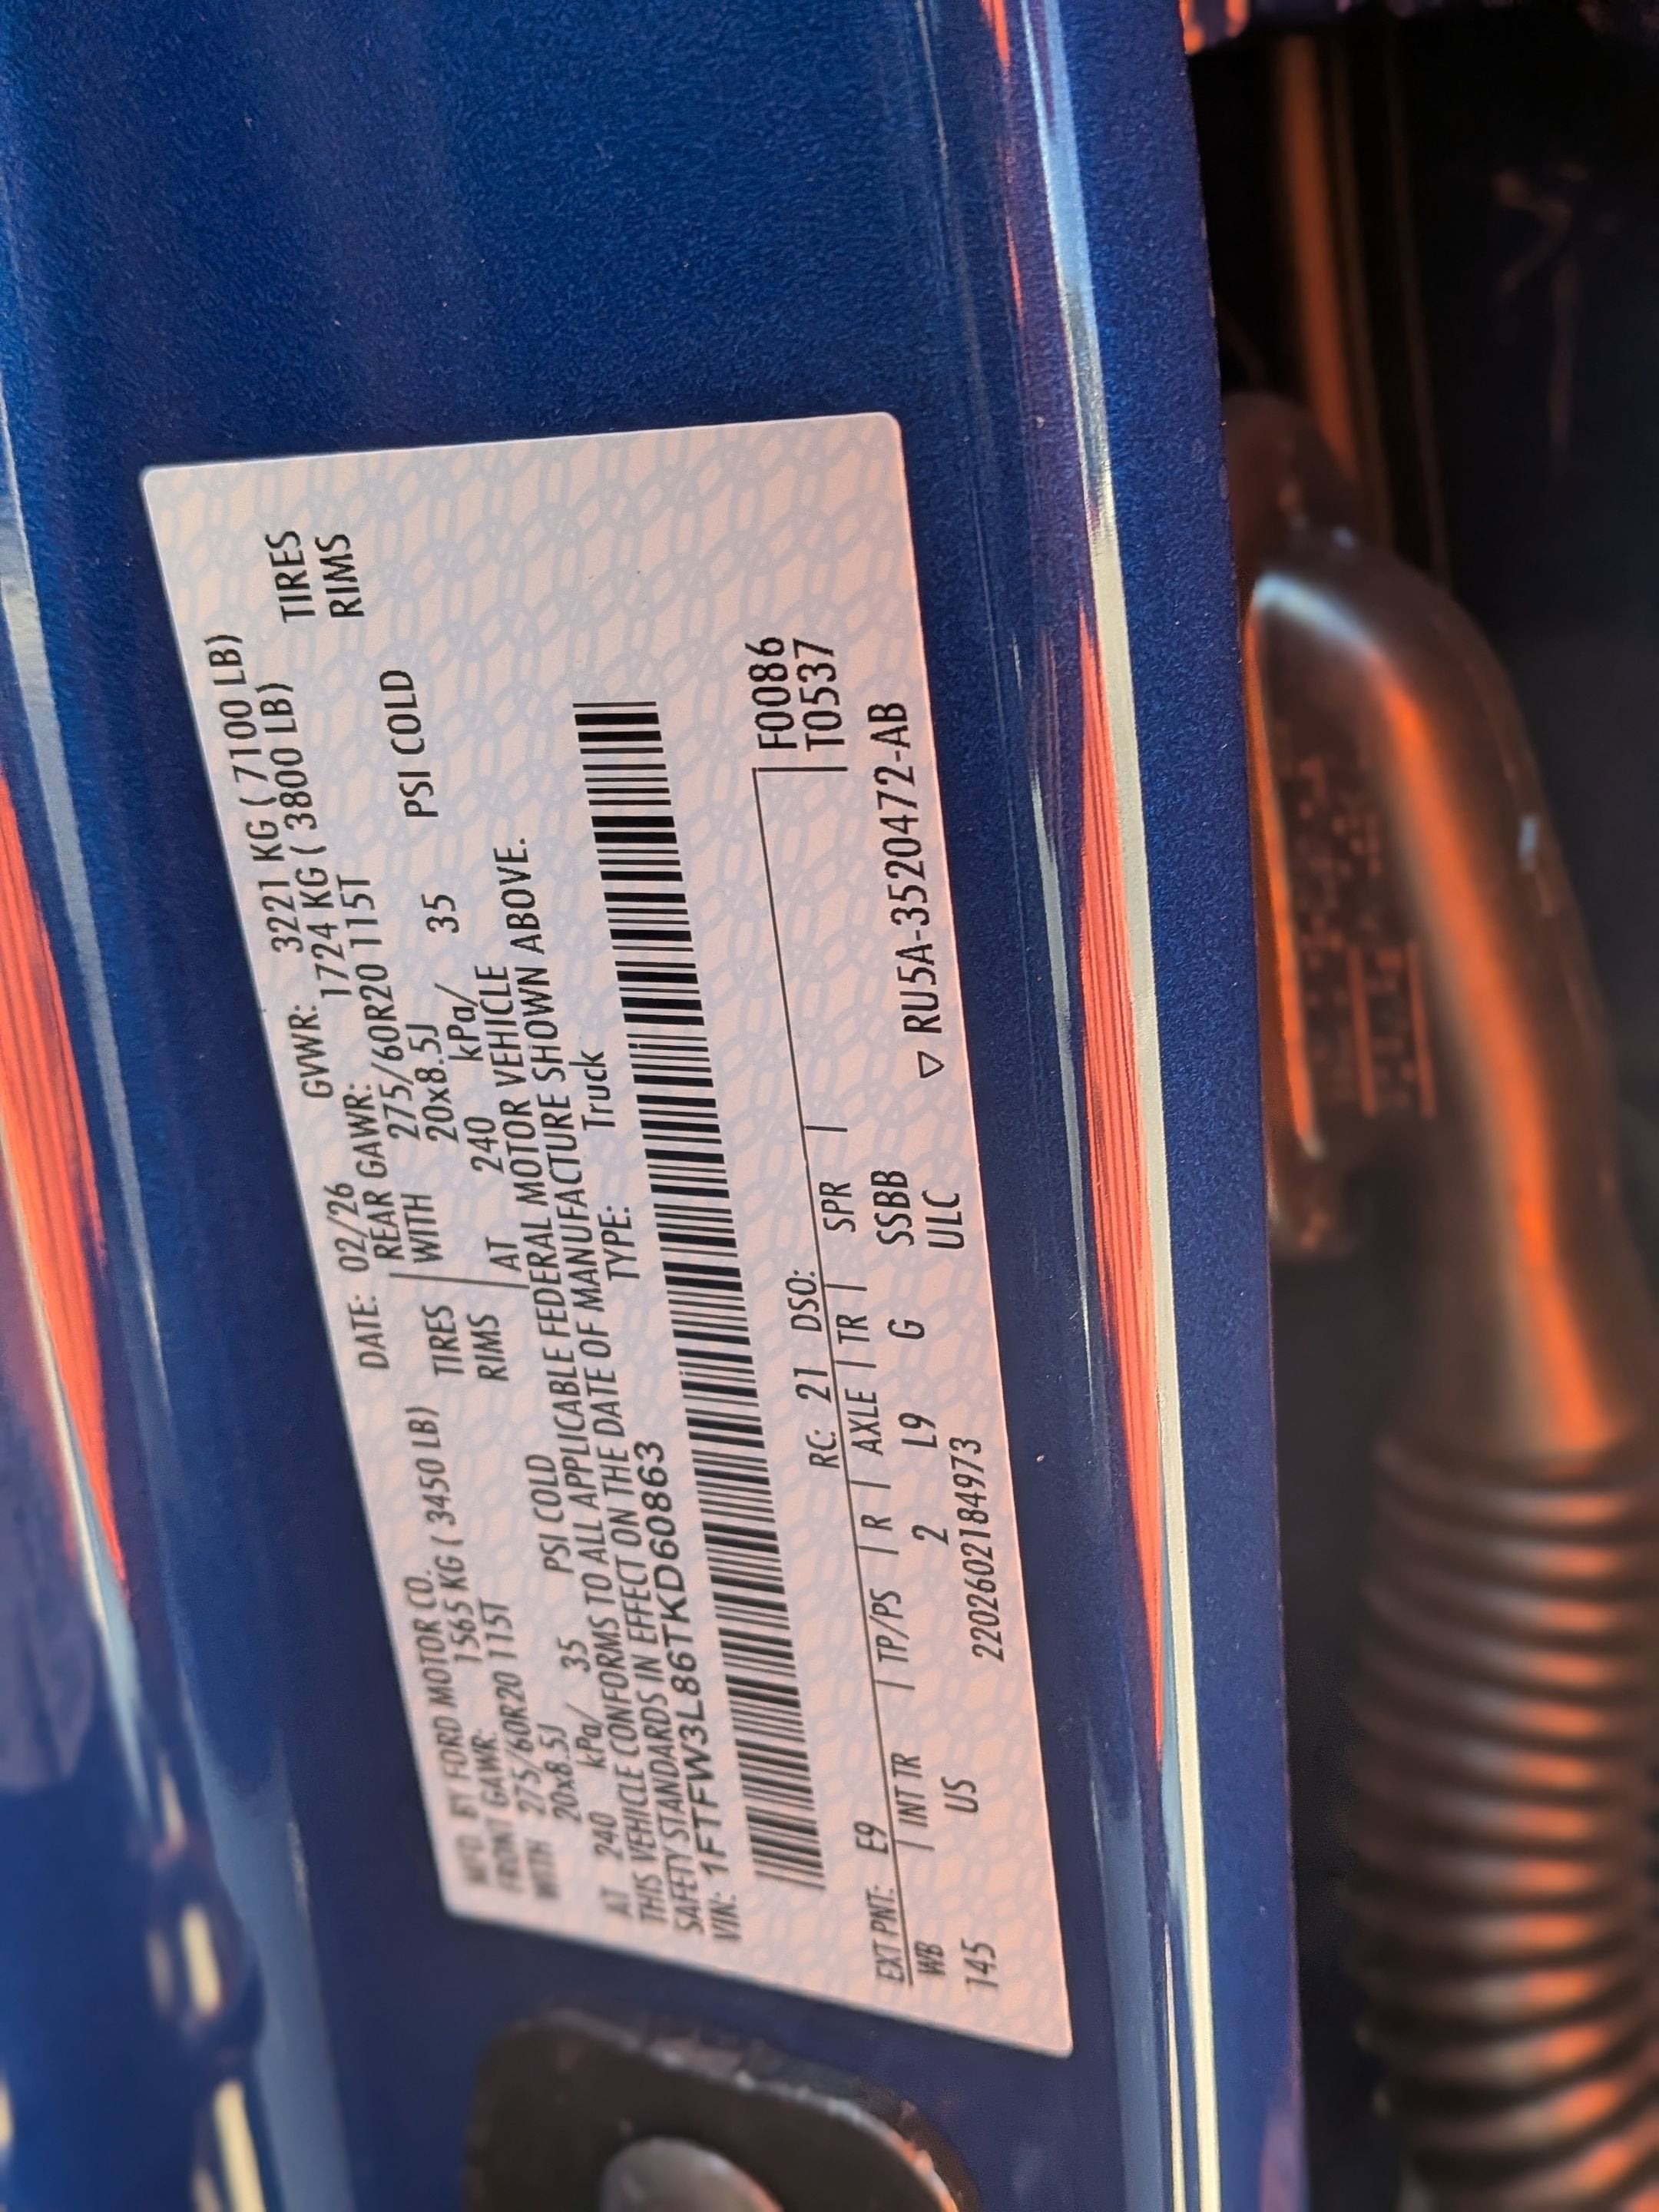 MFD. BY FORD MOTOR CO.
DATE: 02/26 GVWR: 3221 KG ( 7100 LB)
FRONT GAWR: 1565 KG ( 3450 LB) REAR GAWR: 1724 KG ( 3800 LB)
WITH 275/60R20 115T TIRES WITH 275/60R20 115T TIRES
20x8.5J RIMS 20x8.5J RIMS
AT 240 kPa/ 35 PSI COLD AT 240 kPa/ 35 PSI COLD
THIS VEHICLE CONFORMS TO ALL APPLICABLE FEDERAL MOTOR VEHICLE
SAFETY STANDARDS IN EFFECT ON THE DATE OF MANUFACTURE SHOWN ABOVE.
VIN: 1FTFW3L86TKD60863 TYPE: Truck
F0086
T0537
EXT PNT: E9 RC: 21 DSO:
WB | INT TR | TP/PS | R | AXLE | TR | SPR |
145 US 2 L9 G SSBB
ULC
▽ RU5A-3520472-AB
2202602184973